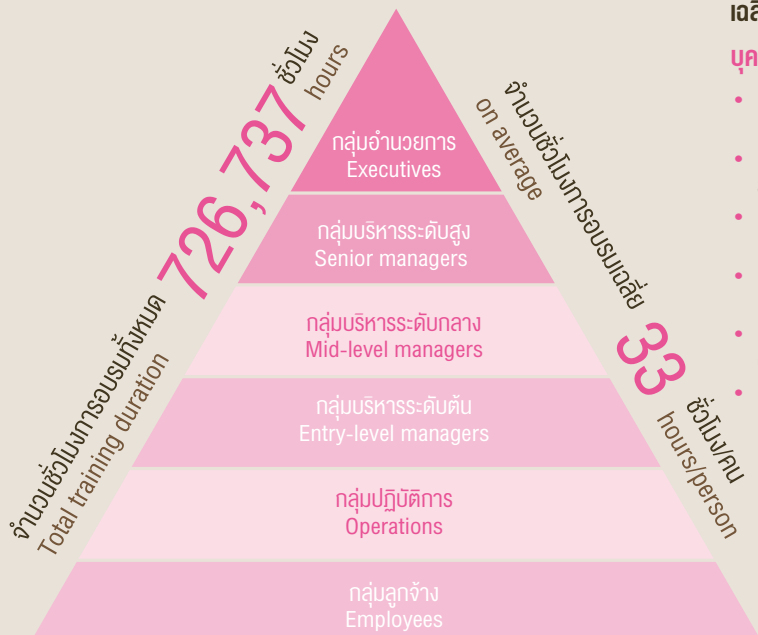 จำนวนชั่วโมงการอบรมทั้งหมด 726,737 ชั่วโมง
Total training duration hours
จำนวนชั่วโมงการอบรมเฉลี่ย 33 ชั่วโมง/คน
on average hours/person
กลุ่มอำนวยการ
Executives
กลุ่มบริหารระดับสูง
Senior managers
กลุ่มบริหารระดับกลาง
Mid-level managers
กลุ่มบริหารระดับต้น
Entry-level managers
กลุ่มปฏิบัติการ
Operations
กลุ่มลูกจ้าง
Employees